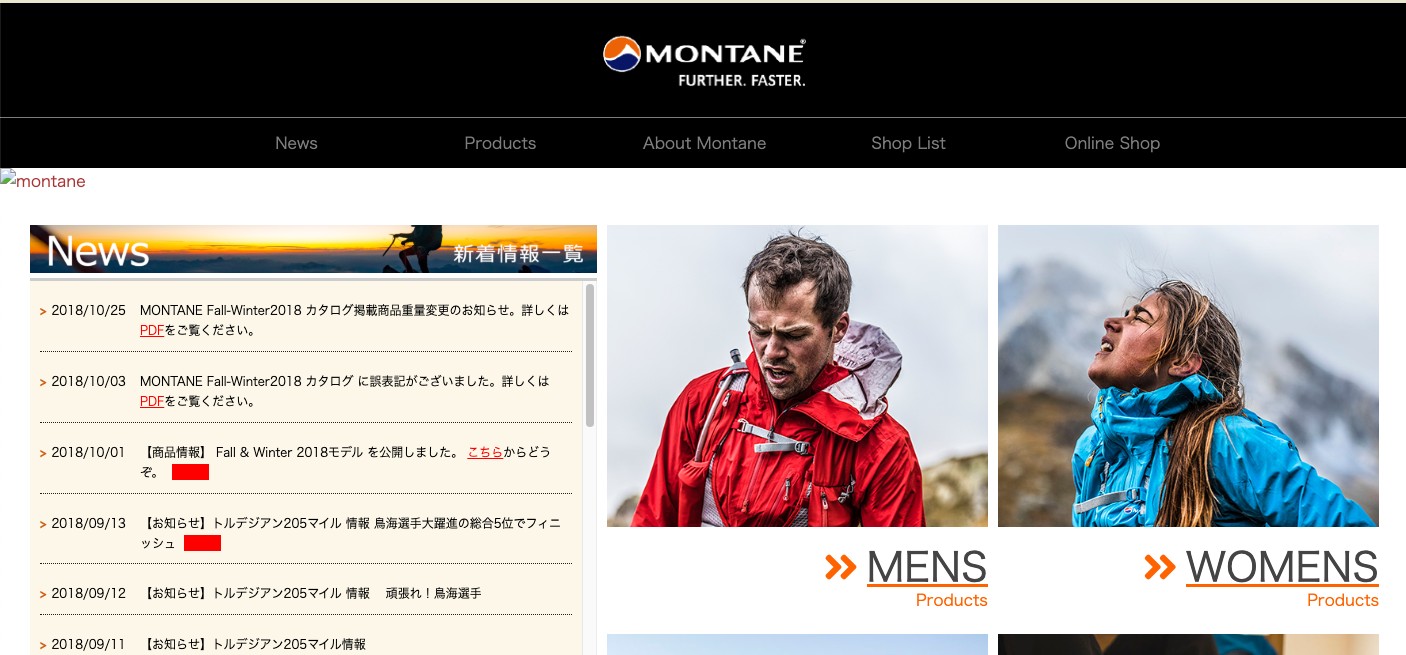 MONTANE®
FURTHER. FASTER.
News
Products
About Montane
Shop List
Online Shop
montane
News
新着情報一覧
> 2018/10/25 MONTANE Fall-Winter2018 カタログ掲載商品重量変更のお知らせ。詳しくは
PDFをご覧ください。
> 2018/10/03 MONTANE Fall-Winter2018 カタログ に誤表記がございました。詳しくは
PDFをご覧ください。
> 2018/10/01 【商品情報】 Fall & Winter 2018モデル を公開しました。 こちらからどう
ぞ。
> 2018/09/13 【お知らせ】トルデジアン205マイル 情報 鳥海選手大躍進の総合5位でフィニ
ッシュ
> 2018/09/12 【お知らせ】トルデジアン205マイル 情報　頑張れ！鳥海選手
> 2018/09/11 【お知らせ】トルデジアン205マイル情報
MENS
Products
WOMENS
Products